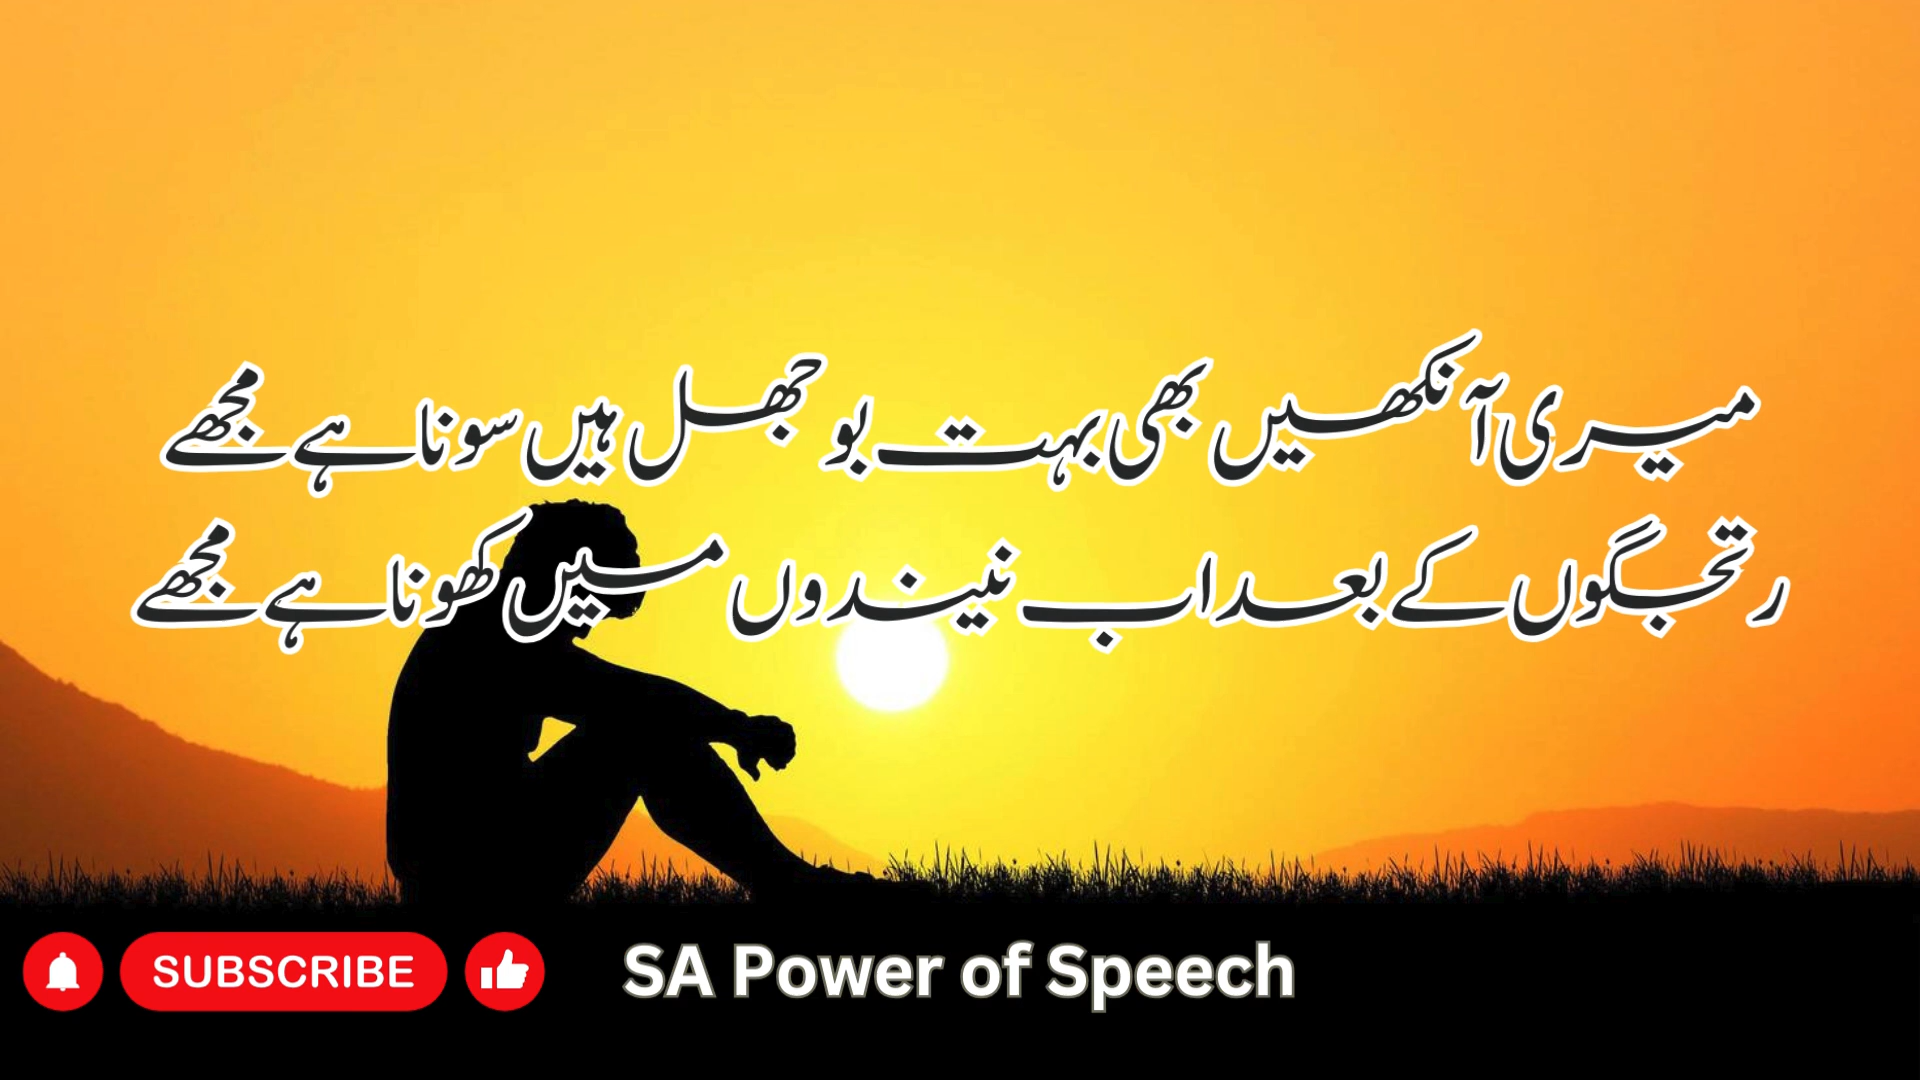 میری آنکھیں بھی بہت بوجھل ہیں سونا ہے مجھے
رتجگوں کے بعد اب نیندوں میں کھونا ہے مجھے
SUBSCRIBE
SA Power of Speech